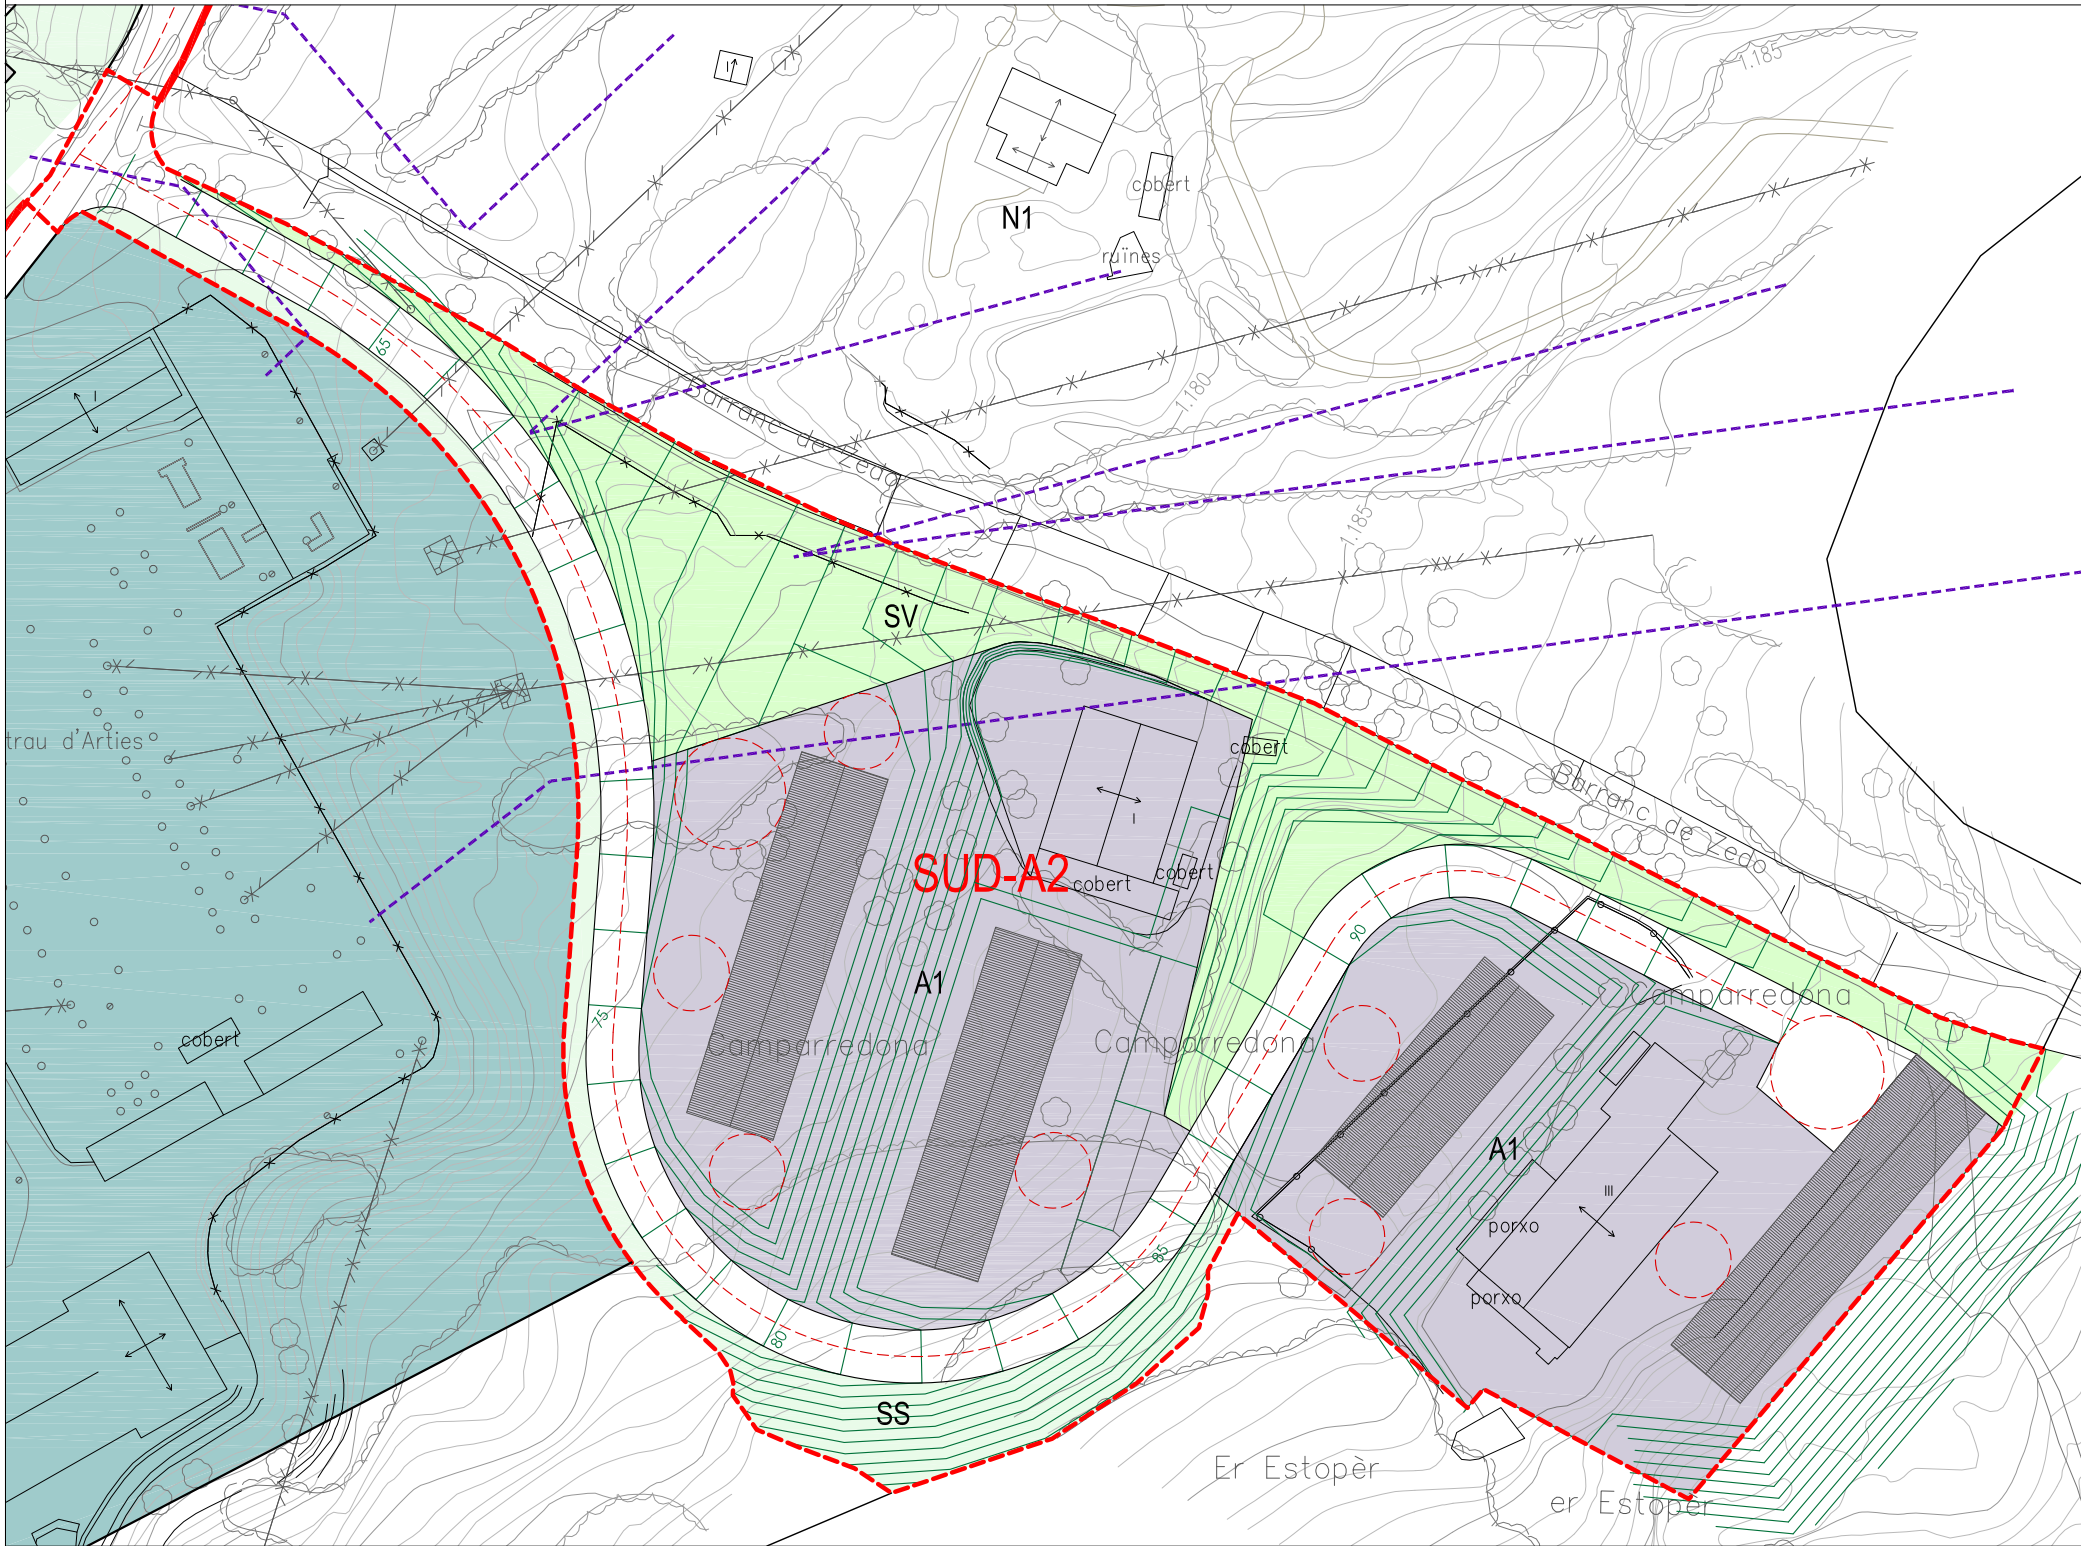 1.185
cobert
N1
ruïnes
65
I
1.180
Barranc de Zedo
1.185
SV
trau d'Arties
cobert
Barranc de Zedo
I
SUD-A2
cobert
cobert
90
A1
Camparredona
75
cobert
Camparredona
Camparredona
A1
III
porxo
85
porxo
80
SS
Er Estopèr
er Estopèr